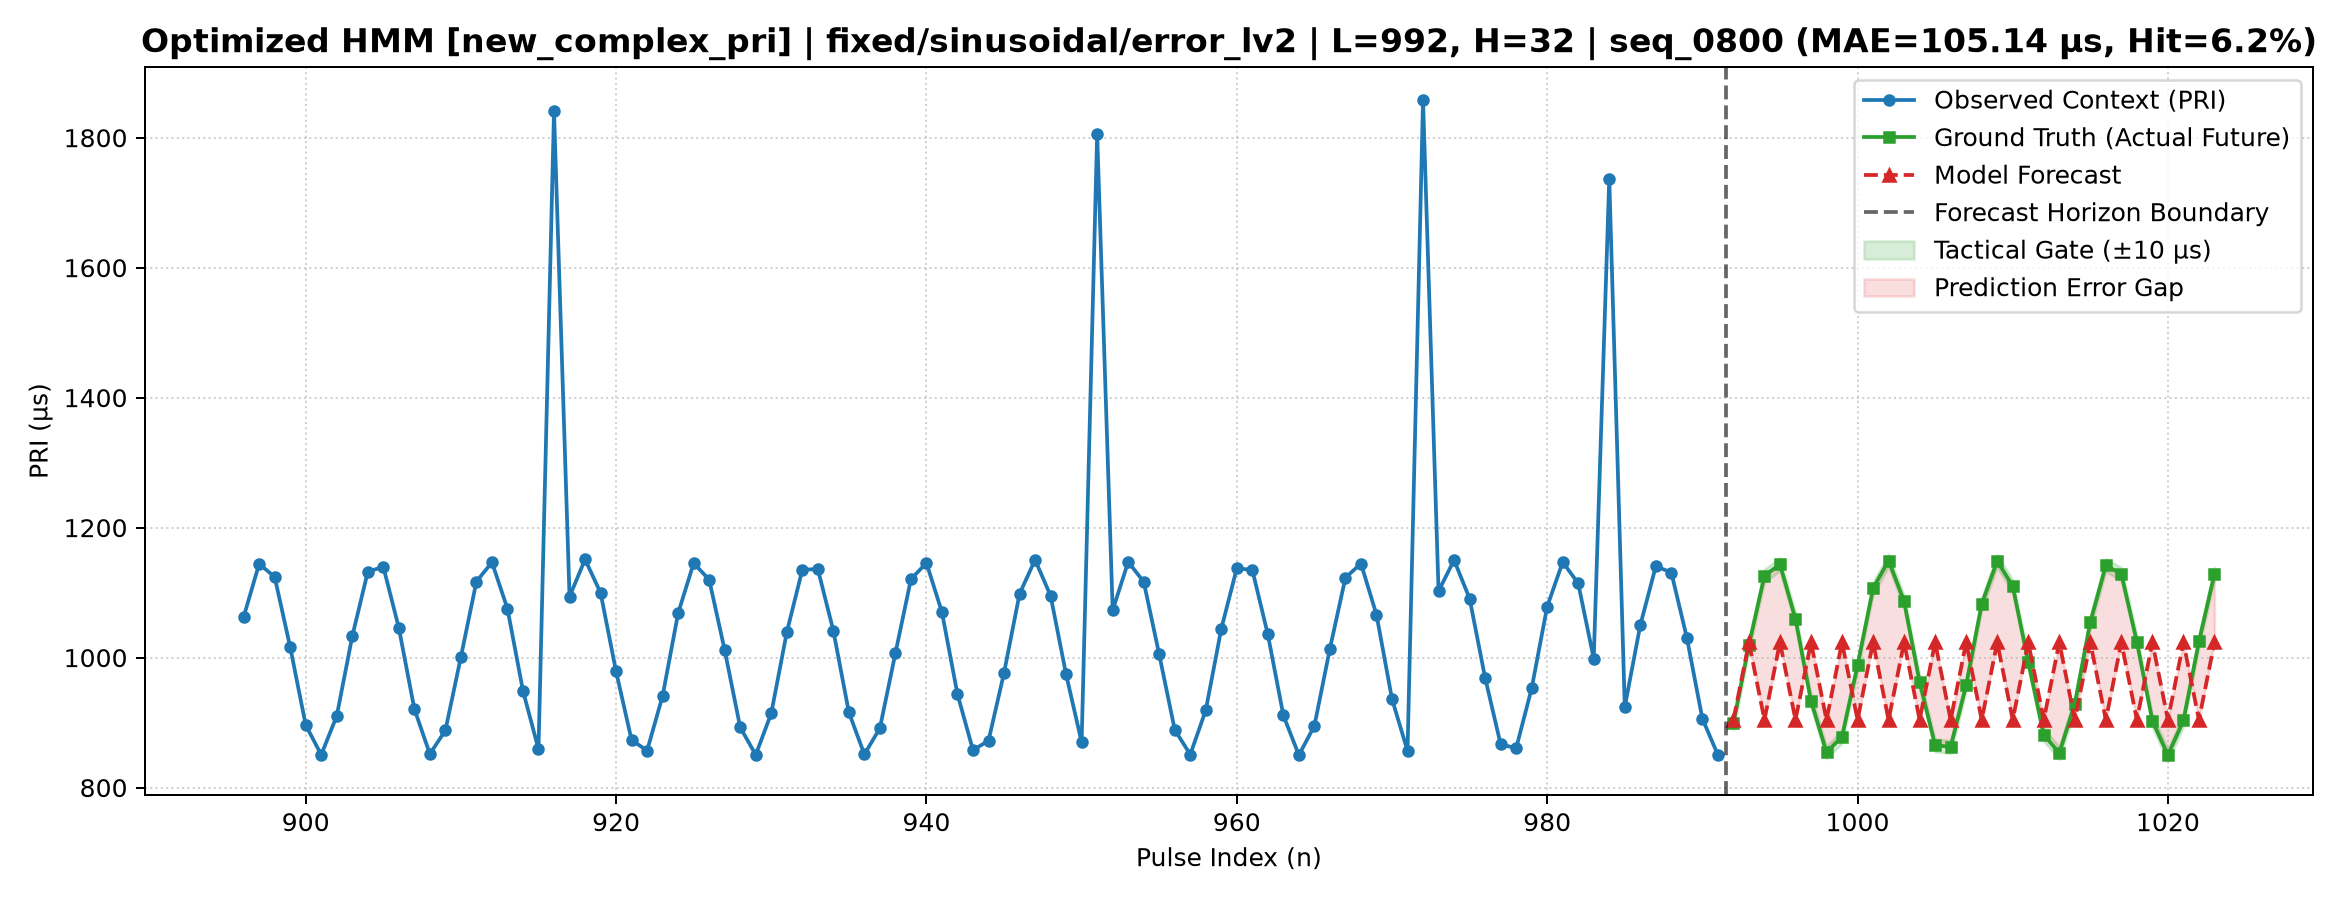 Optimized HMM [new_complex_pri] | fixed/sinusoidal/error_lv2 | L=992, H=32 | seq_0800 (MAE=105.14 µs, Hit=6.2%)
Observed Context (PRI)
Ground Truth (Actual Future)
Model Forecast
Forecast Horizon Boundary
Tactical Gate (±10 µs)
Prediction Error Gap
PRI (µs)
1800
1600
1400
1200
1000
800
900
920
940
960
980
1000
1020
Pulse Index (n)